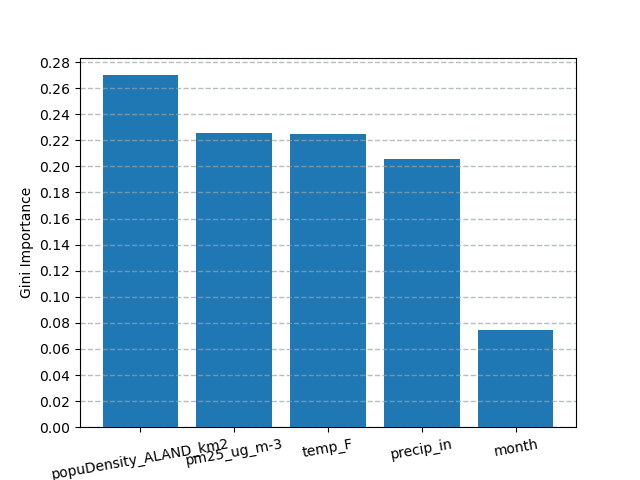 0.28
0.26
0.24
0.22
0.20
0.18
0.16
0.14
0.12
0.10
0.08
0.06
0.04
0.02
0.00
Gini Importance
popuDensity_ALAND_km2
pm25_ug_m-3
temp_F
precip_in
month